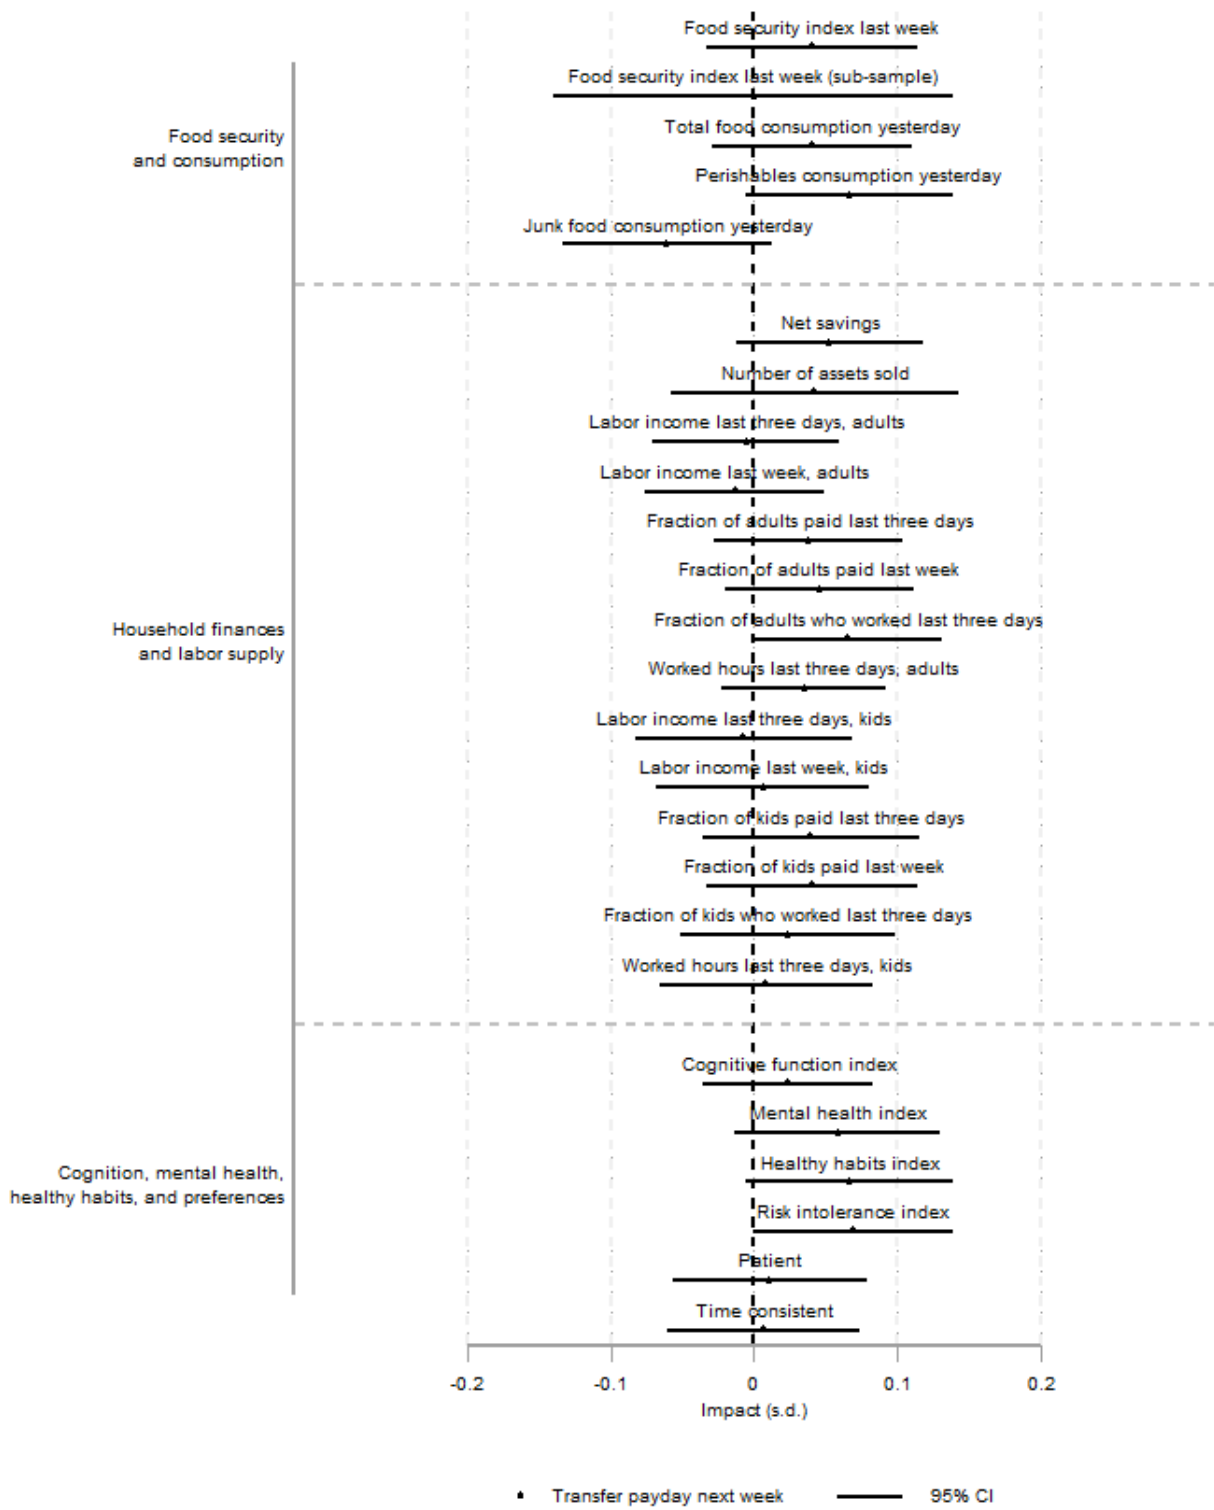 Food security index last week
Food security index last week (sub-sample)
Food security
and consumption
Total food consumption yesterday
Perishables consumption yesterday
Junk food consumption yesterday
Net savings
Number of assets sold
Labor income last three days, adults
Labor income last week, adults
Fraction of adults paid last three days
Fraction of adults paid last week
Household finances
and labor supply
Fraction of adults who worked last three days
Worked hours last three days, adults
Labor income last three days, kids
Labor income last week, kids
Fraction of kids paid last three days
Fraction of kids paid last week
Fraction of kids who worked last three days
Worked hours last three days, kids
Cognitive function index
Mental health index
Cognition, mental health,
healthy habits, and preferences
Healthy habits index
Risk intolerance index
Patient
Time consistent
-0.2 -0.1 0 0.1 0.2
Impact (s.d.)
Transfer payday next week 95% CI